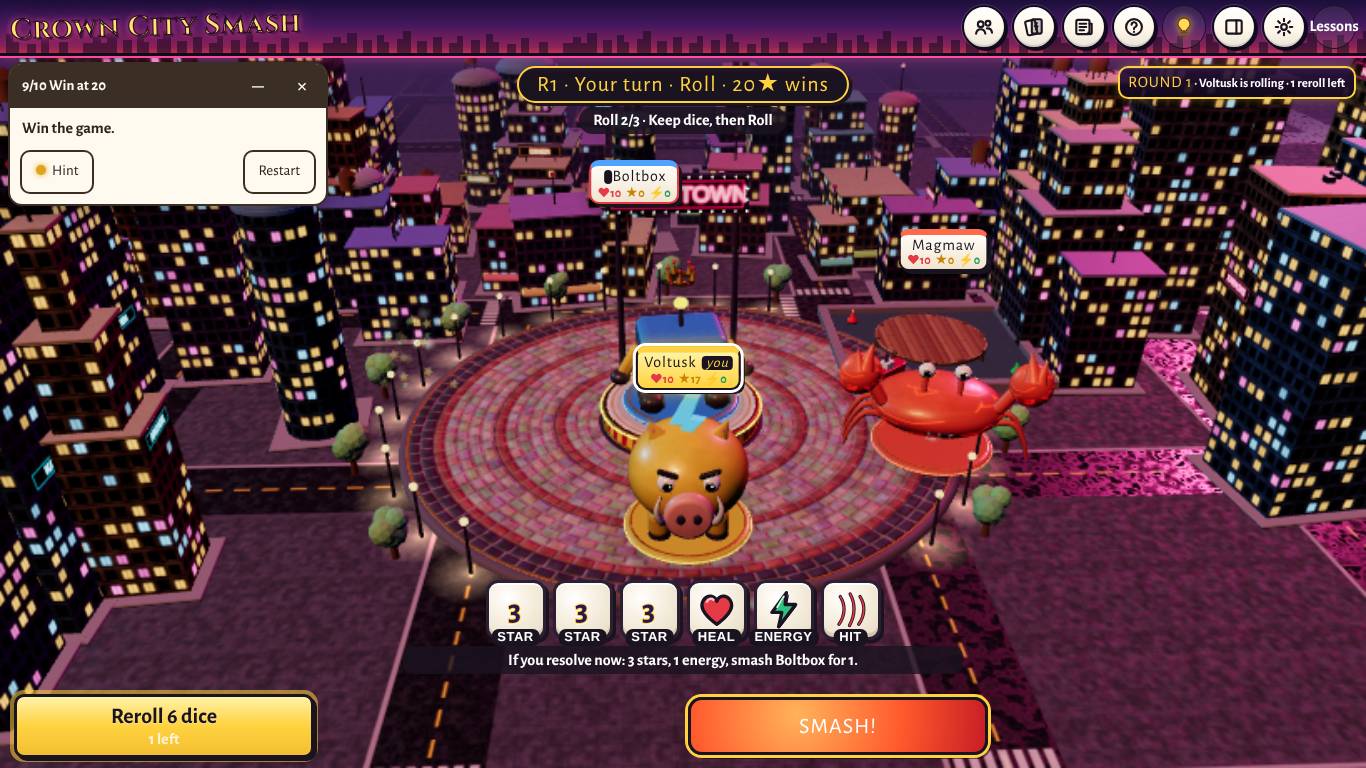 CROWN CITY SMASH
Lessons
9/10 Win at 20
Win the game.
Hint
Restart
R1 · Your turn · Roll · 20★ wins
Roll 2/3 · Keep dice, then Roll
ROUND 1 · Voltusk is rolling · 1 reroll left
Boltbox
10 ★0 ⚡0
TOWN
Magmaw
10 ★0 ⚡0
Voltusk you
10 ★17 ⚡0
3 3 3
STAR STAR STAR HEAL ENERGY HIT
If you resolve now: 3 stars, 1 energy, smash Boltbox for 1.
Reroll 6 dice
1 left
SMASH!